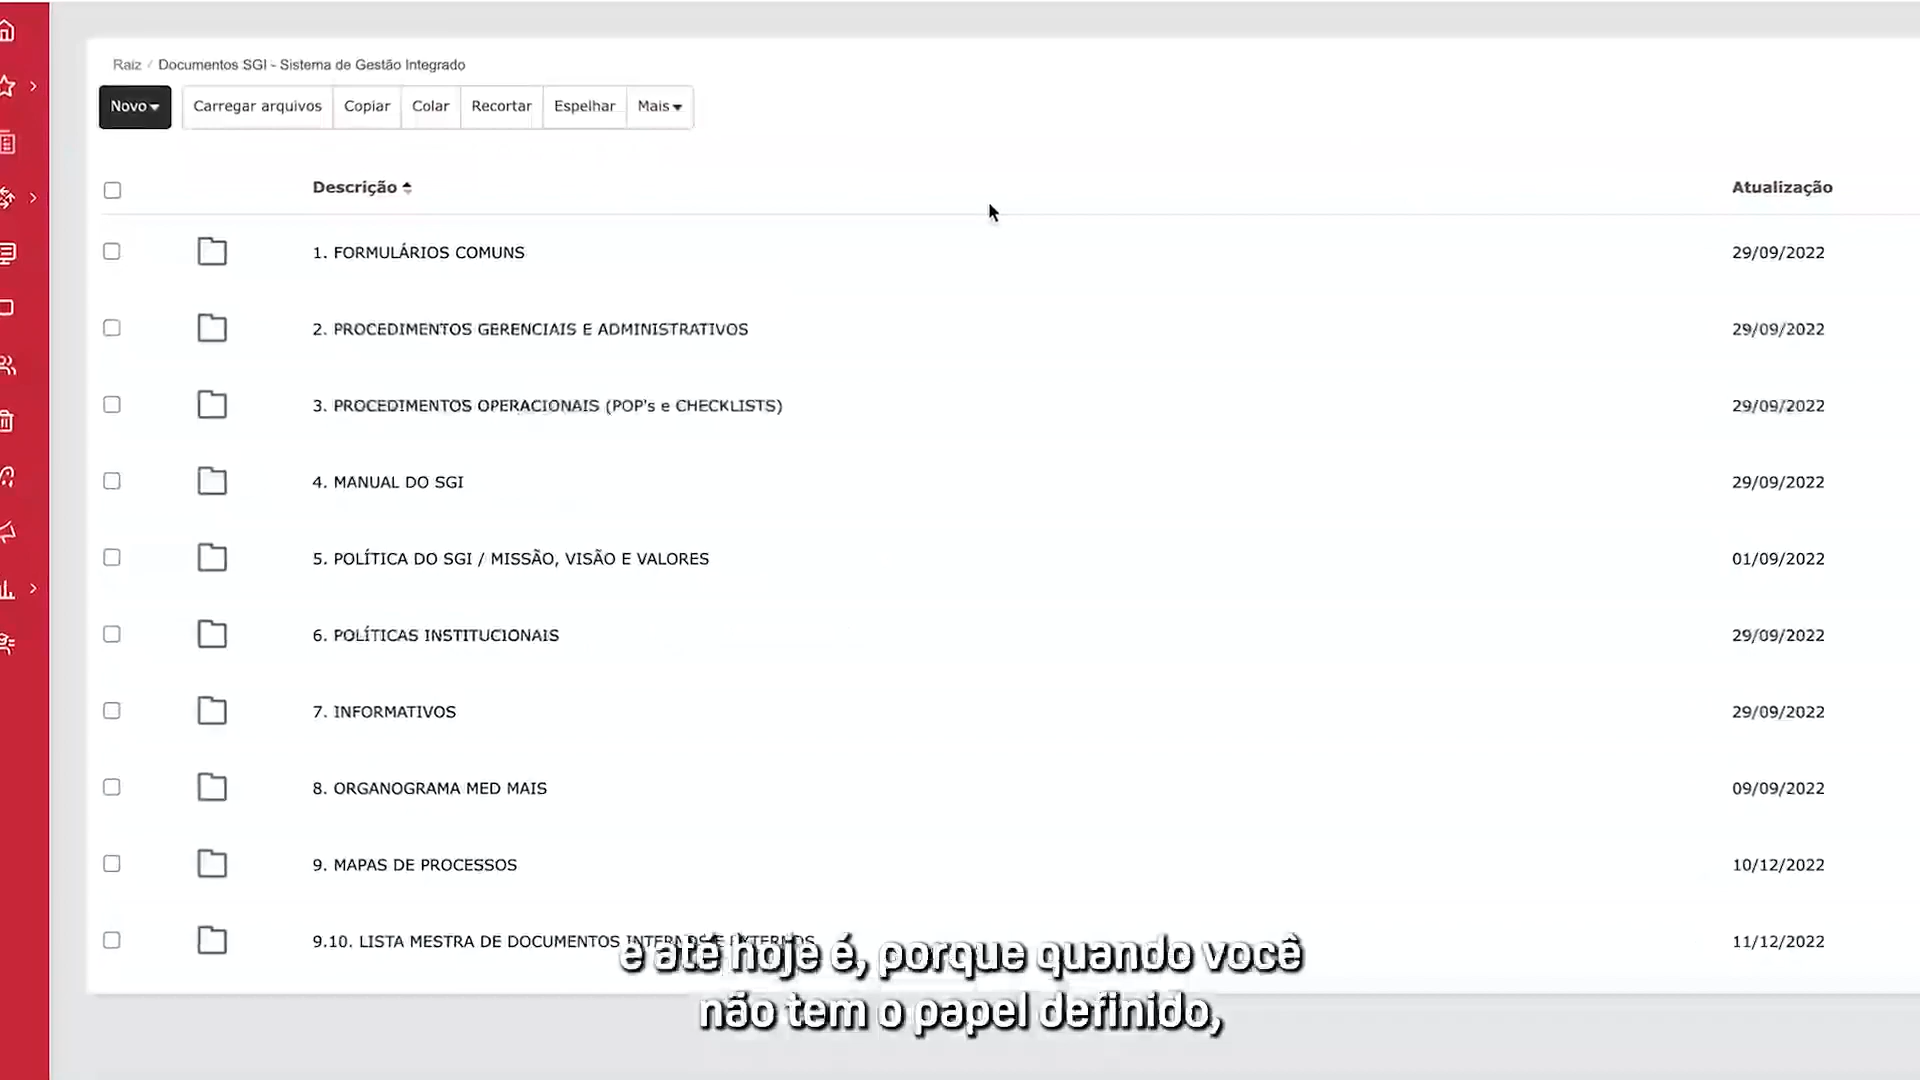 Raiz / Documentos SGI - Sistema de Gestão Integrado
Novo Carregar arquivos Copiar Colar Recortar Espelhar Mais
Descrição Atualização
1. FORMULÁRIOS COMUNS 29/09/2022
2. PROCEDIMENTOS GERENCIAIS E ADMINISTRATIVOS 29/09/2022
3. PROCEDIMENTOS OPERACIONAIS (POP's e CHECKLISTS) 29/09/2022
4. MANUAL DO SGI 29/09/2022
5. POLÍTICA DO SGI / MISSÃO, VISÃO E VALORES 01/09/2022
6. POLÍTICAS INSTITUCIONAIS 29/09/2022
7. INFORMATIVOS 29/09/2022
8. ORGANOGRAMA MED MAIS 09/09/2022
9. MAPAS DE PROCESSOS 10/12/2022
9.10. LISTA MESTRA DE DOCUMENTOS INTERNOS E EXTERNOS 11/12/2022
e até hoje é, porque quando você
não tem o papel definido,